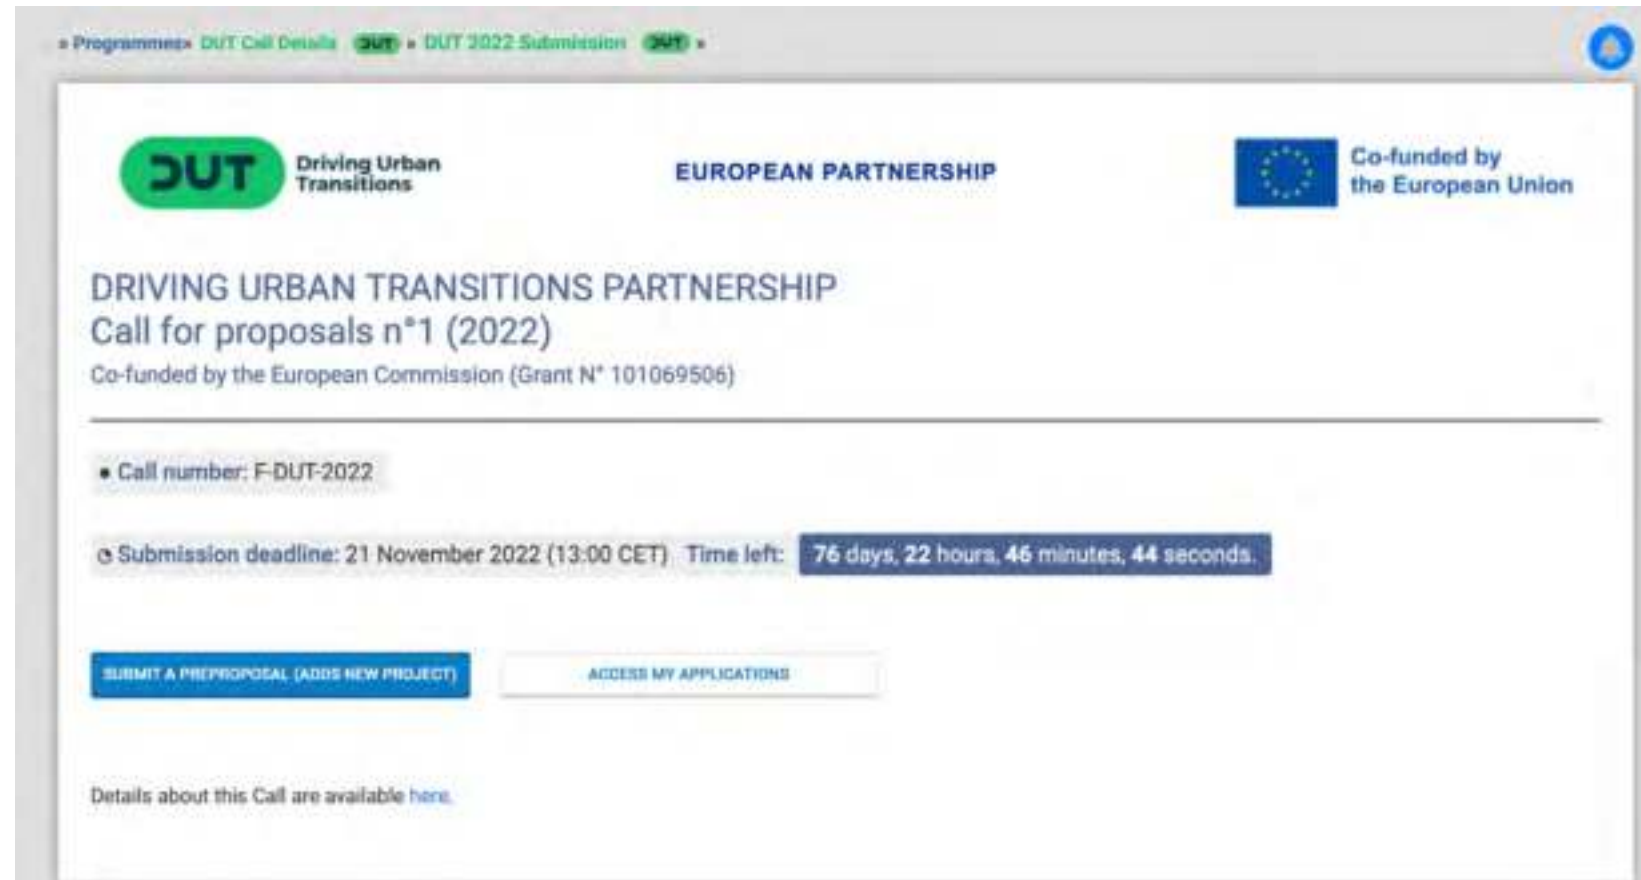 » Programmes» DUT Call Details DUT » DUT 2022 Submission DUT »
DUT Driving Urban
Transitions
EUROPEAN PARTNERSHIP
Co-funded by
the European Union
DRIVING URBAN TRANSITIONS PARTNERSHIP
Call for proposals n°1 (2022)
Co-funded by the European Commission (Grant N° 101069506)
• Call number: F-DUT-2022
Submission deadline: 21 November 2022 (13:00 CET) Time left: 76 days, 22 hours, 46 minutes, 44 seconds.
SUBMIT A PREPROPOSAL (ADDS NEW PROJECT)
ACCESS MY APPLICATIONS
Details about this Call are available here.